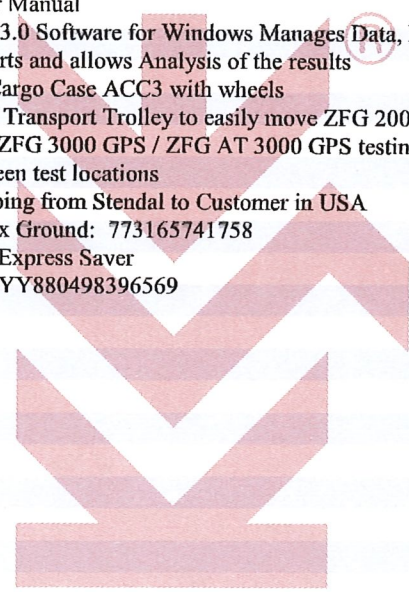 Manual
3.0 Software for Windows Manages Data,
rts and allows Analysis of the results
Cargo Case ACC3 with wheels
Transport Trolley to easily move ZFG 200
ZFG 3000 GPS / ZFG AT 3000 GPS testin
een test locations
ing from Stendal to Customer in USA
x Ground: 773165741758
Express Saver
YY880498396569
®